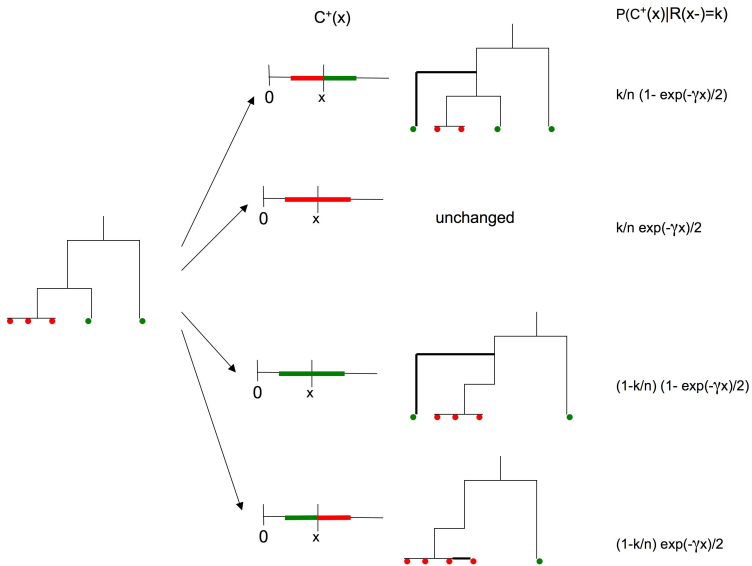 C⁺(x)
P(C⁺(x)|R(x-)=k)
0
x
k/n (1- exp(-γx)/2)
0
x
unchanged
k/n exp(-γx)/2
0
x
(1-k/n) (1- exp(-γx)/2)
0
x
(1-k/n) exp(-γx)/2